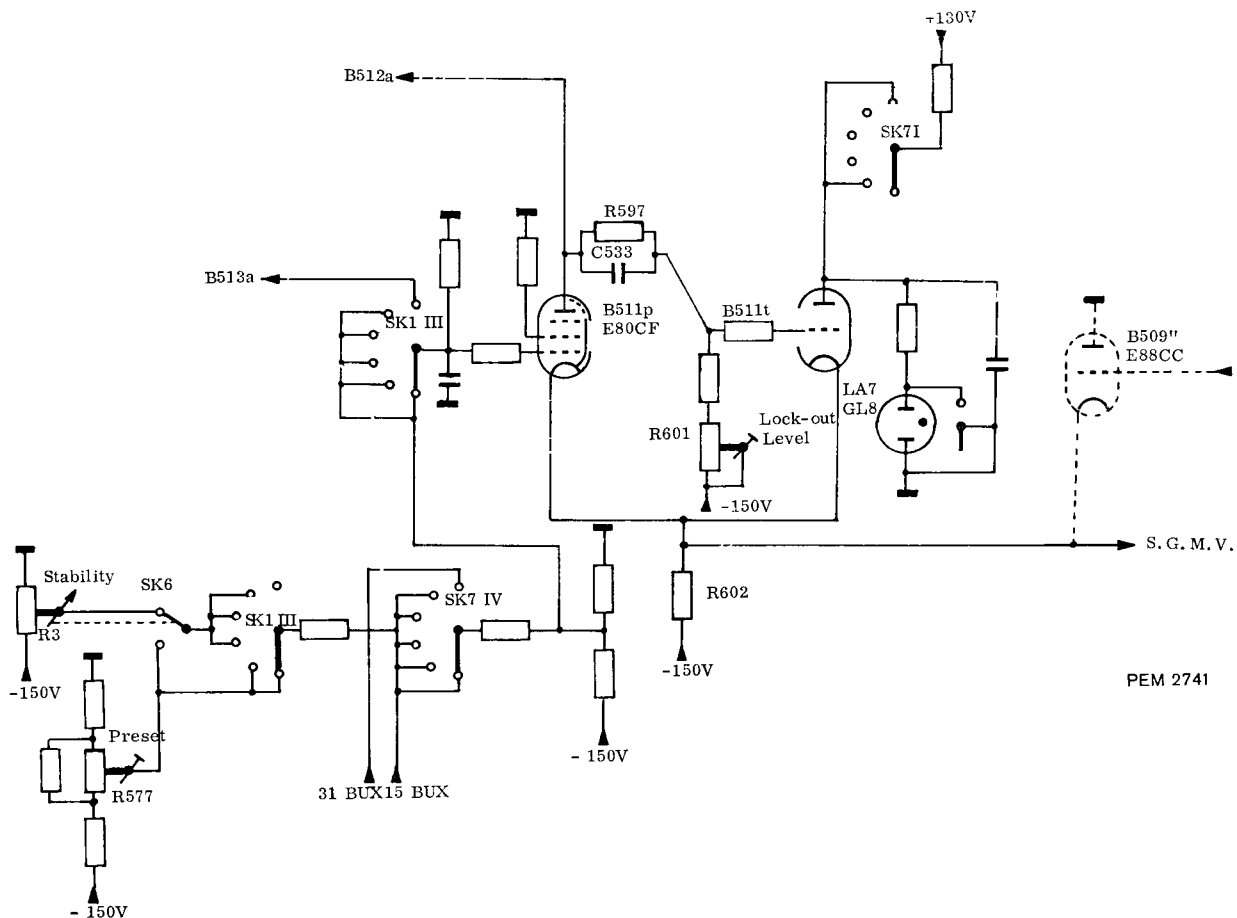 +130V
B512a
SK7I
R597
C533
B513a
B511p
E80CF
B511t
SK1 III
B509"
E88CC
LA7
GL8
Lock-out
Level
R601
-150V
S.G.M.V.
Stability
SK6
R3
SK1 III
SK7 IV
R602
-150V
-150V
PEM 2741
Preset
R577
- 150V
31 BUX
15 BUX
- 150V